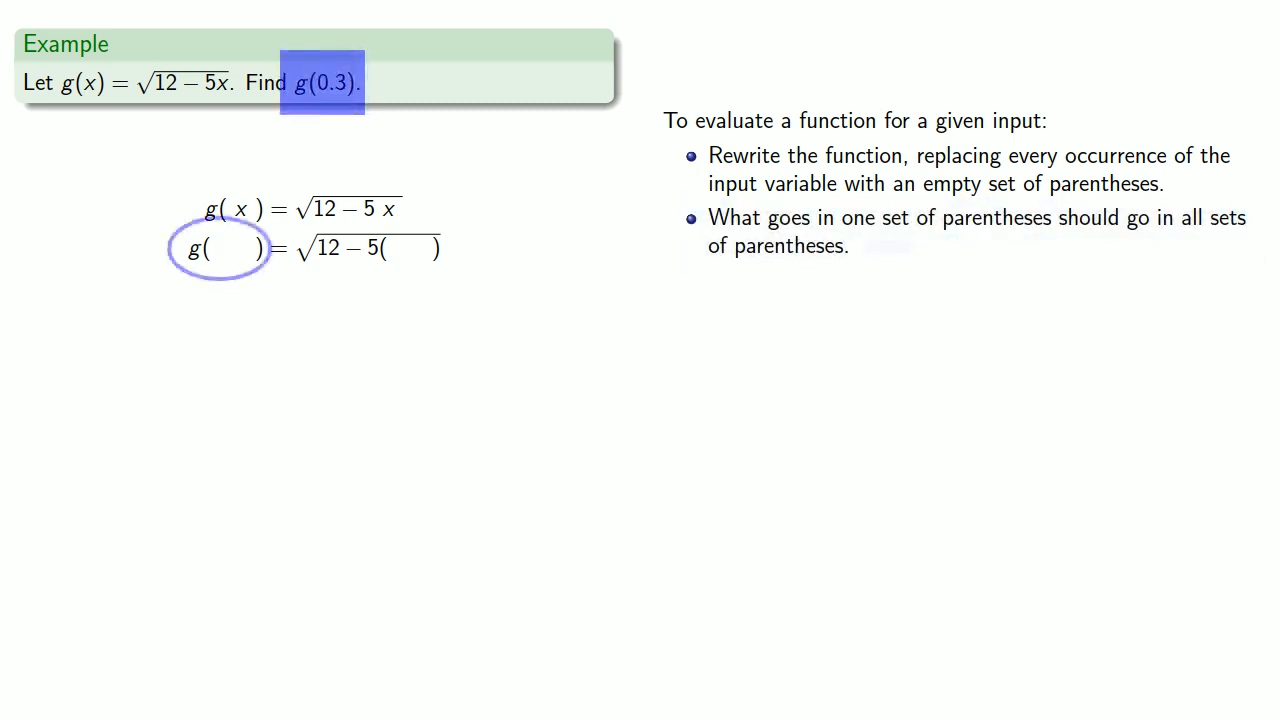 Example
Let g(x) = √12 − 5x. Find g(0.3).
To evaluate a function for a given input:
Rewrite the function, replacing every occurrence of the
input variable with an empty set of parentheses.
g( x ) = √12 − 5 x
What goes in one set of parentheses should go in all sets
of parentheses.
g( ) = √12 − 5( )